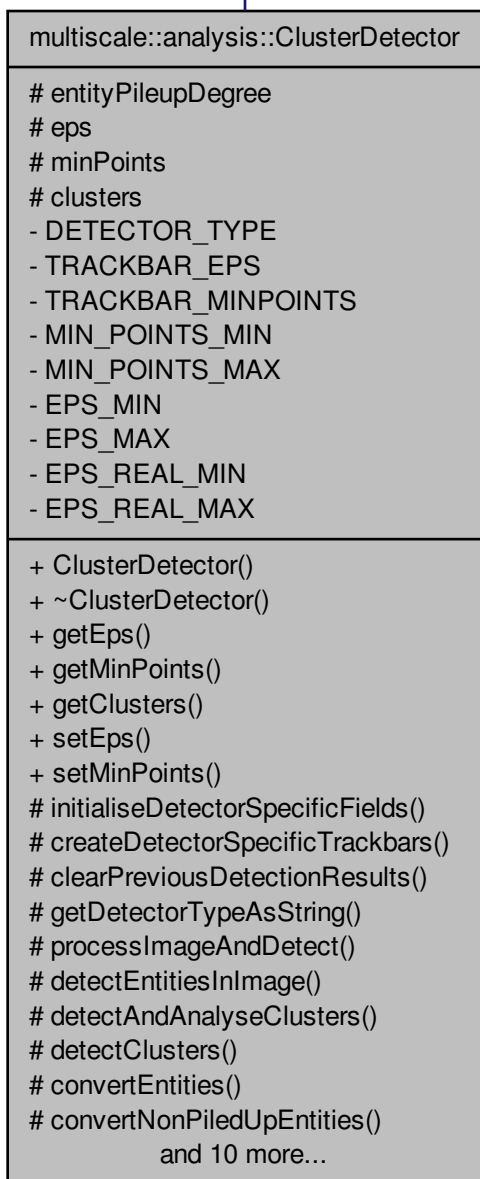 multiscale::analysis::ClusterDetector
# entityPileupDegree
# eps
# minPoints
# clusters
- DETECTOR_TYPE
- TRACKBAR_EPS
- TRACKBAR_MINPOINTS
- MIN_POINTS_MIN
- MIN_POINTS_MAX
- EPS_MIN
- EPS_MAX
- EPS_REAL_MIN
- EPS_REAL_MAX
+ ClusterDetector()
+ ~ClusterDetector()
+ getEps()
+ getMinPoints()
+ getClusters()
+ setEps()
+ setMinPoints()
# initialiseDetectorSpecificFields()
# createDetectorSpecificTrackbars()
# clearPreviousDetectionResults()
# getDetectorTypeAsString()
# processImageAndDetect()
# detectEntitiesInImage()
# detectAndAnalyseClusters()
# detectClusters()
# convertEntities()
# convertNonPiledUpEntities()
and 10 more...